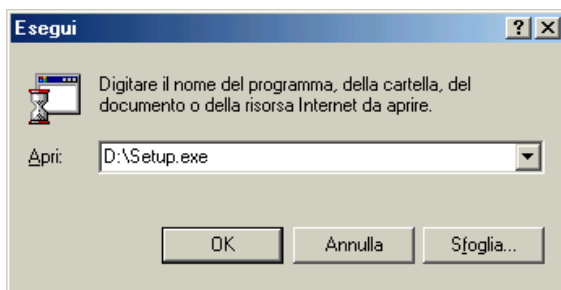 Esegui
Digitare il nome del programma, della cartella, del
documento o della risorsa Internet da aprire.
Apri: D:\Setup.exe
OK Annulla Sfoglia...